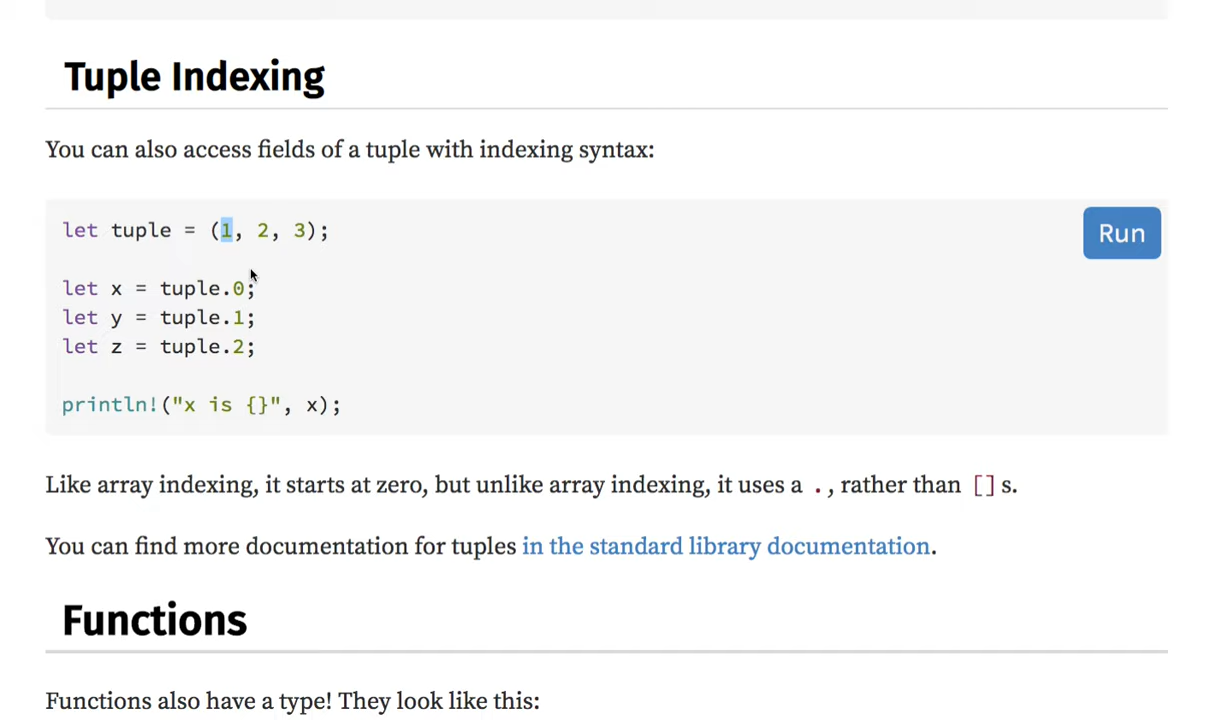 Tuple Indexing
You can also access fields of a tuple with indexing syntax:
let tuple = (1, 2, 3);
Run
let x = tuple.0;
let y = tuple.1;
let z = tuple.2;
println!("x is {}", x);
Like array indexing, it starts at zero, but unlike array indexing, it uses a ., rather than []s.
You can find more documentation for tuples in the standard library documentation.
Functions
Functions also have a type! They look like this: